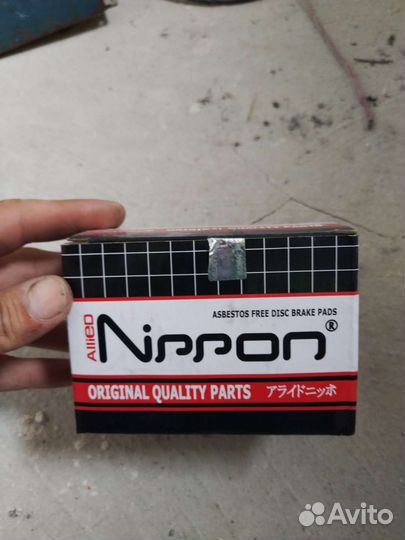 ASBESTOS FREE DISC BRAKE PADS
Allied Nippon®
ORIGINAL QUALITY PARTS アライドニッポ
Avito